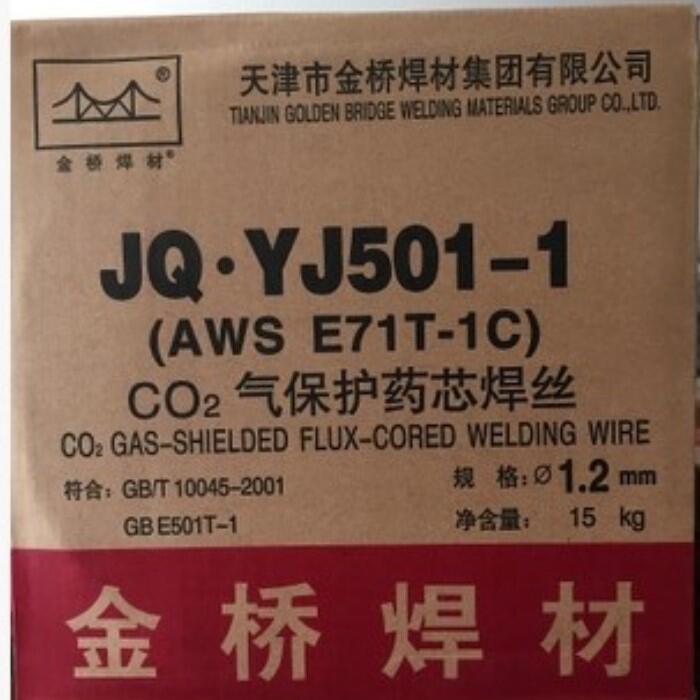 天津市金桥焊材集团有限公司
TIANJIN GOLDEN BRIDGE WELDING MATERIALS GROUP CO.,LTD.
®
金桥焊材®
JQ·YJ501-1
(AWS E71T-1C)
CO₂ 气保护药芯焊丝
CO₂ GAS-SHIELDED FLUX-CORED WELDING WIRE
符合: GB/T 10045-2001
GB E501T-1
规 格: Ø 1.2 mm
净含量: 15 kg
金桥焊材